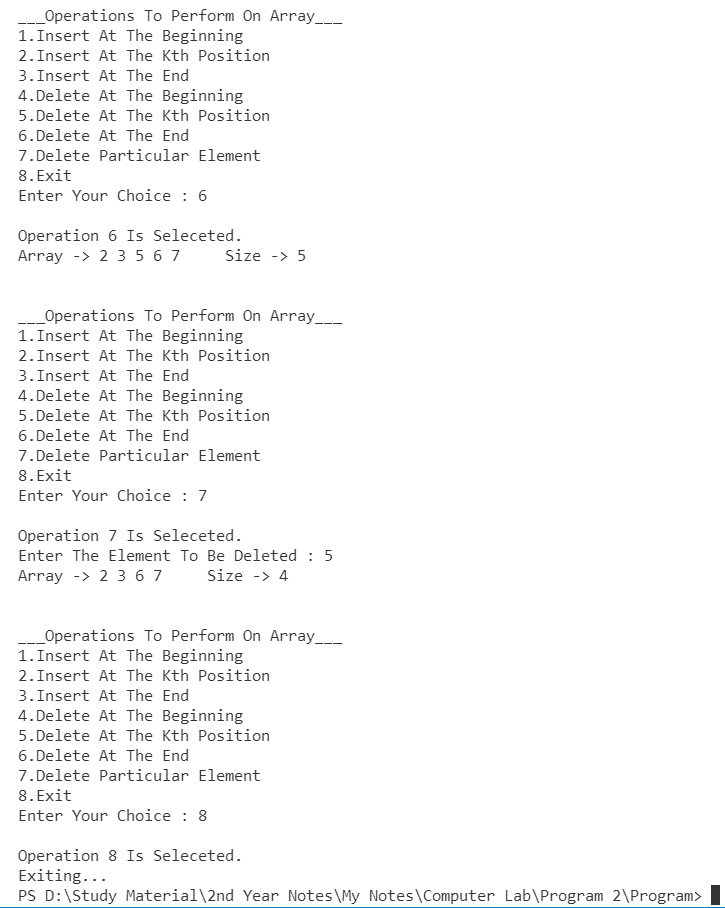 ___Operations To Perform On Array___
1.Insert At The Beginning
2.Insert At The Kth Position
3.Insert At The End
4.Delete At The Beginning
5.Delete At The Kth Position
6.Delete At The End
7.Delete Particular Element
8.Exit
Enter Your Choice : 6

Operation 6 Is Seleceted.
Array -> 2 3 5 6 7     Size -> 5


___Operations To Perform On Array___
1.Insert At The Beginning
2.Insert At The Kth Position
3.Insert At The End
4.Delete At The Beginning
5.Delete At The Kth Position
6.Delete At The End
7.Delete Particular Element
8.Exit
Enter Your Choice : 7

Operation 7 Is Seleceted.
Enter The Element To Be Deleted : 5
Array -> 2 3 6 7     Size -> 4


___Operations To Perform On Array___
1.Insert At The Beginning
2.Insert At The Kth Position
3.Insert At The End
4.Delete At The Beginning
5.Delete At The Kth Position
6.Delete At The End
7.Delete Particular Element
8.Exit
Enter Your Choice : 8

Operation 8 Is Seleceted.
Exiting...
PS D:\Study Material\2nd Year Notes\My Notes\Computer Lab\Program 2\Program>